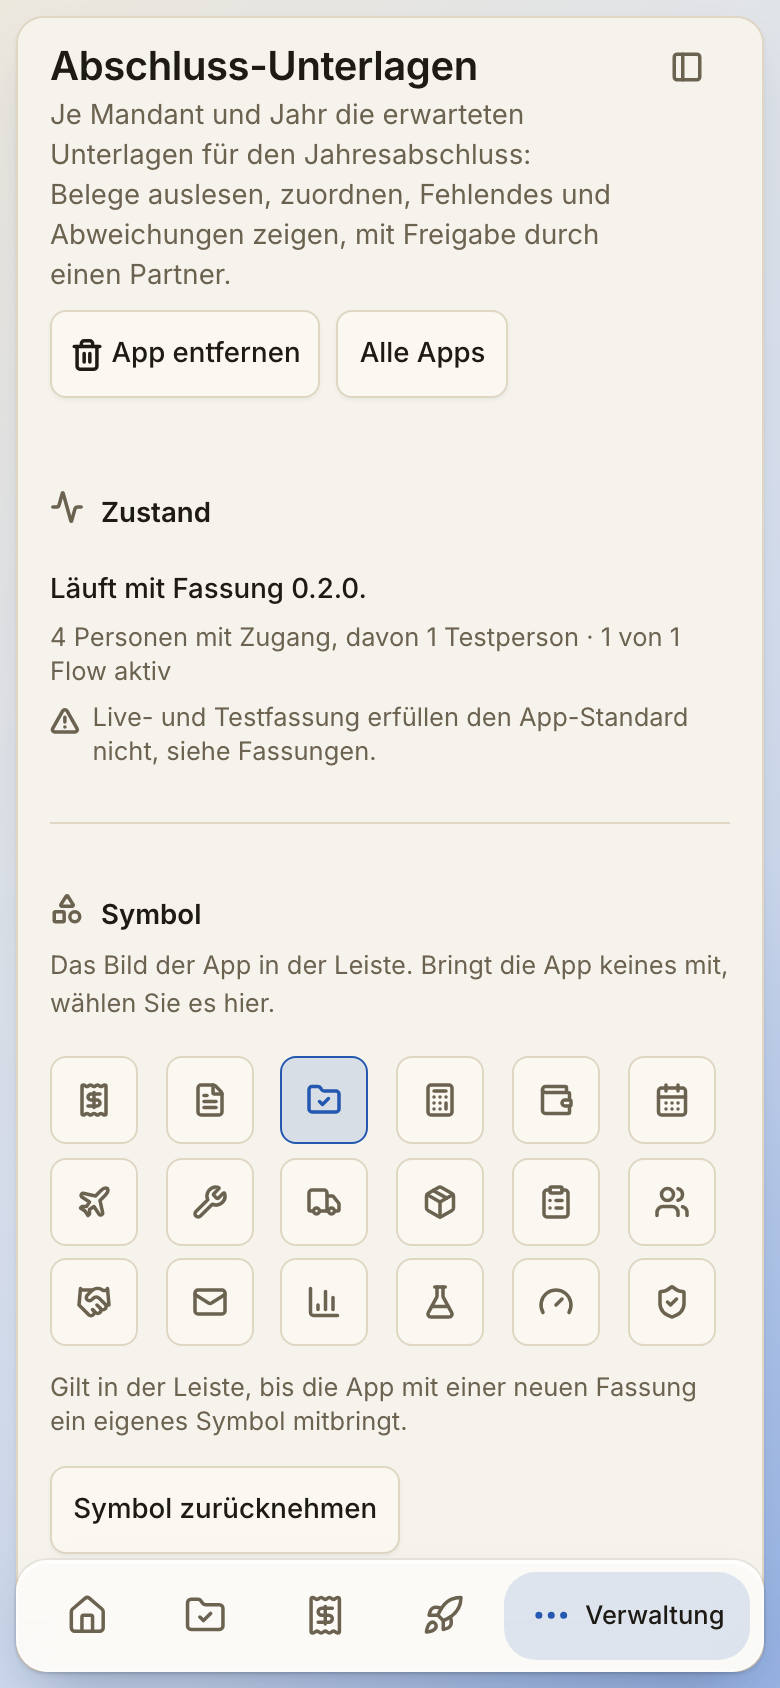 Abschluss-Unterlagen
Je Mandant und Jahr die erwarteten
Unterlagen für den Jahresabschluss:
Belege auslesen, zuordnen, Fehlendes und
Abweichungen zeigen, mit Freigabe durch
einen Partner.
App entfernen
Alle Apps
Zustand
Läuft mit Fassung 0.2.0.
4 Personen mit Zugang, davon 1 Testperson · 1 von 1
Flow aktiv
Live- und Testfassung erfüllen den App-Standard
nicht, siehe Fassungen.
Symbol
Das Bild der App in der Leiste. Bringt die App keines mit,
wählen Sie es hier.
Gilt in der Leiste, bis die App mit einer neuen Fassung
ein eigenes Symbol mitbringt.
Symbol zurücknehmen
Verwaltung